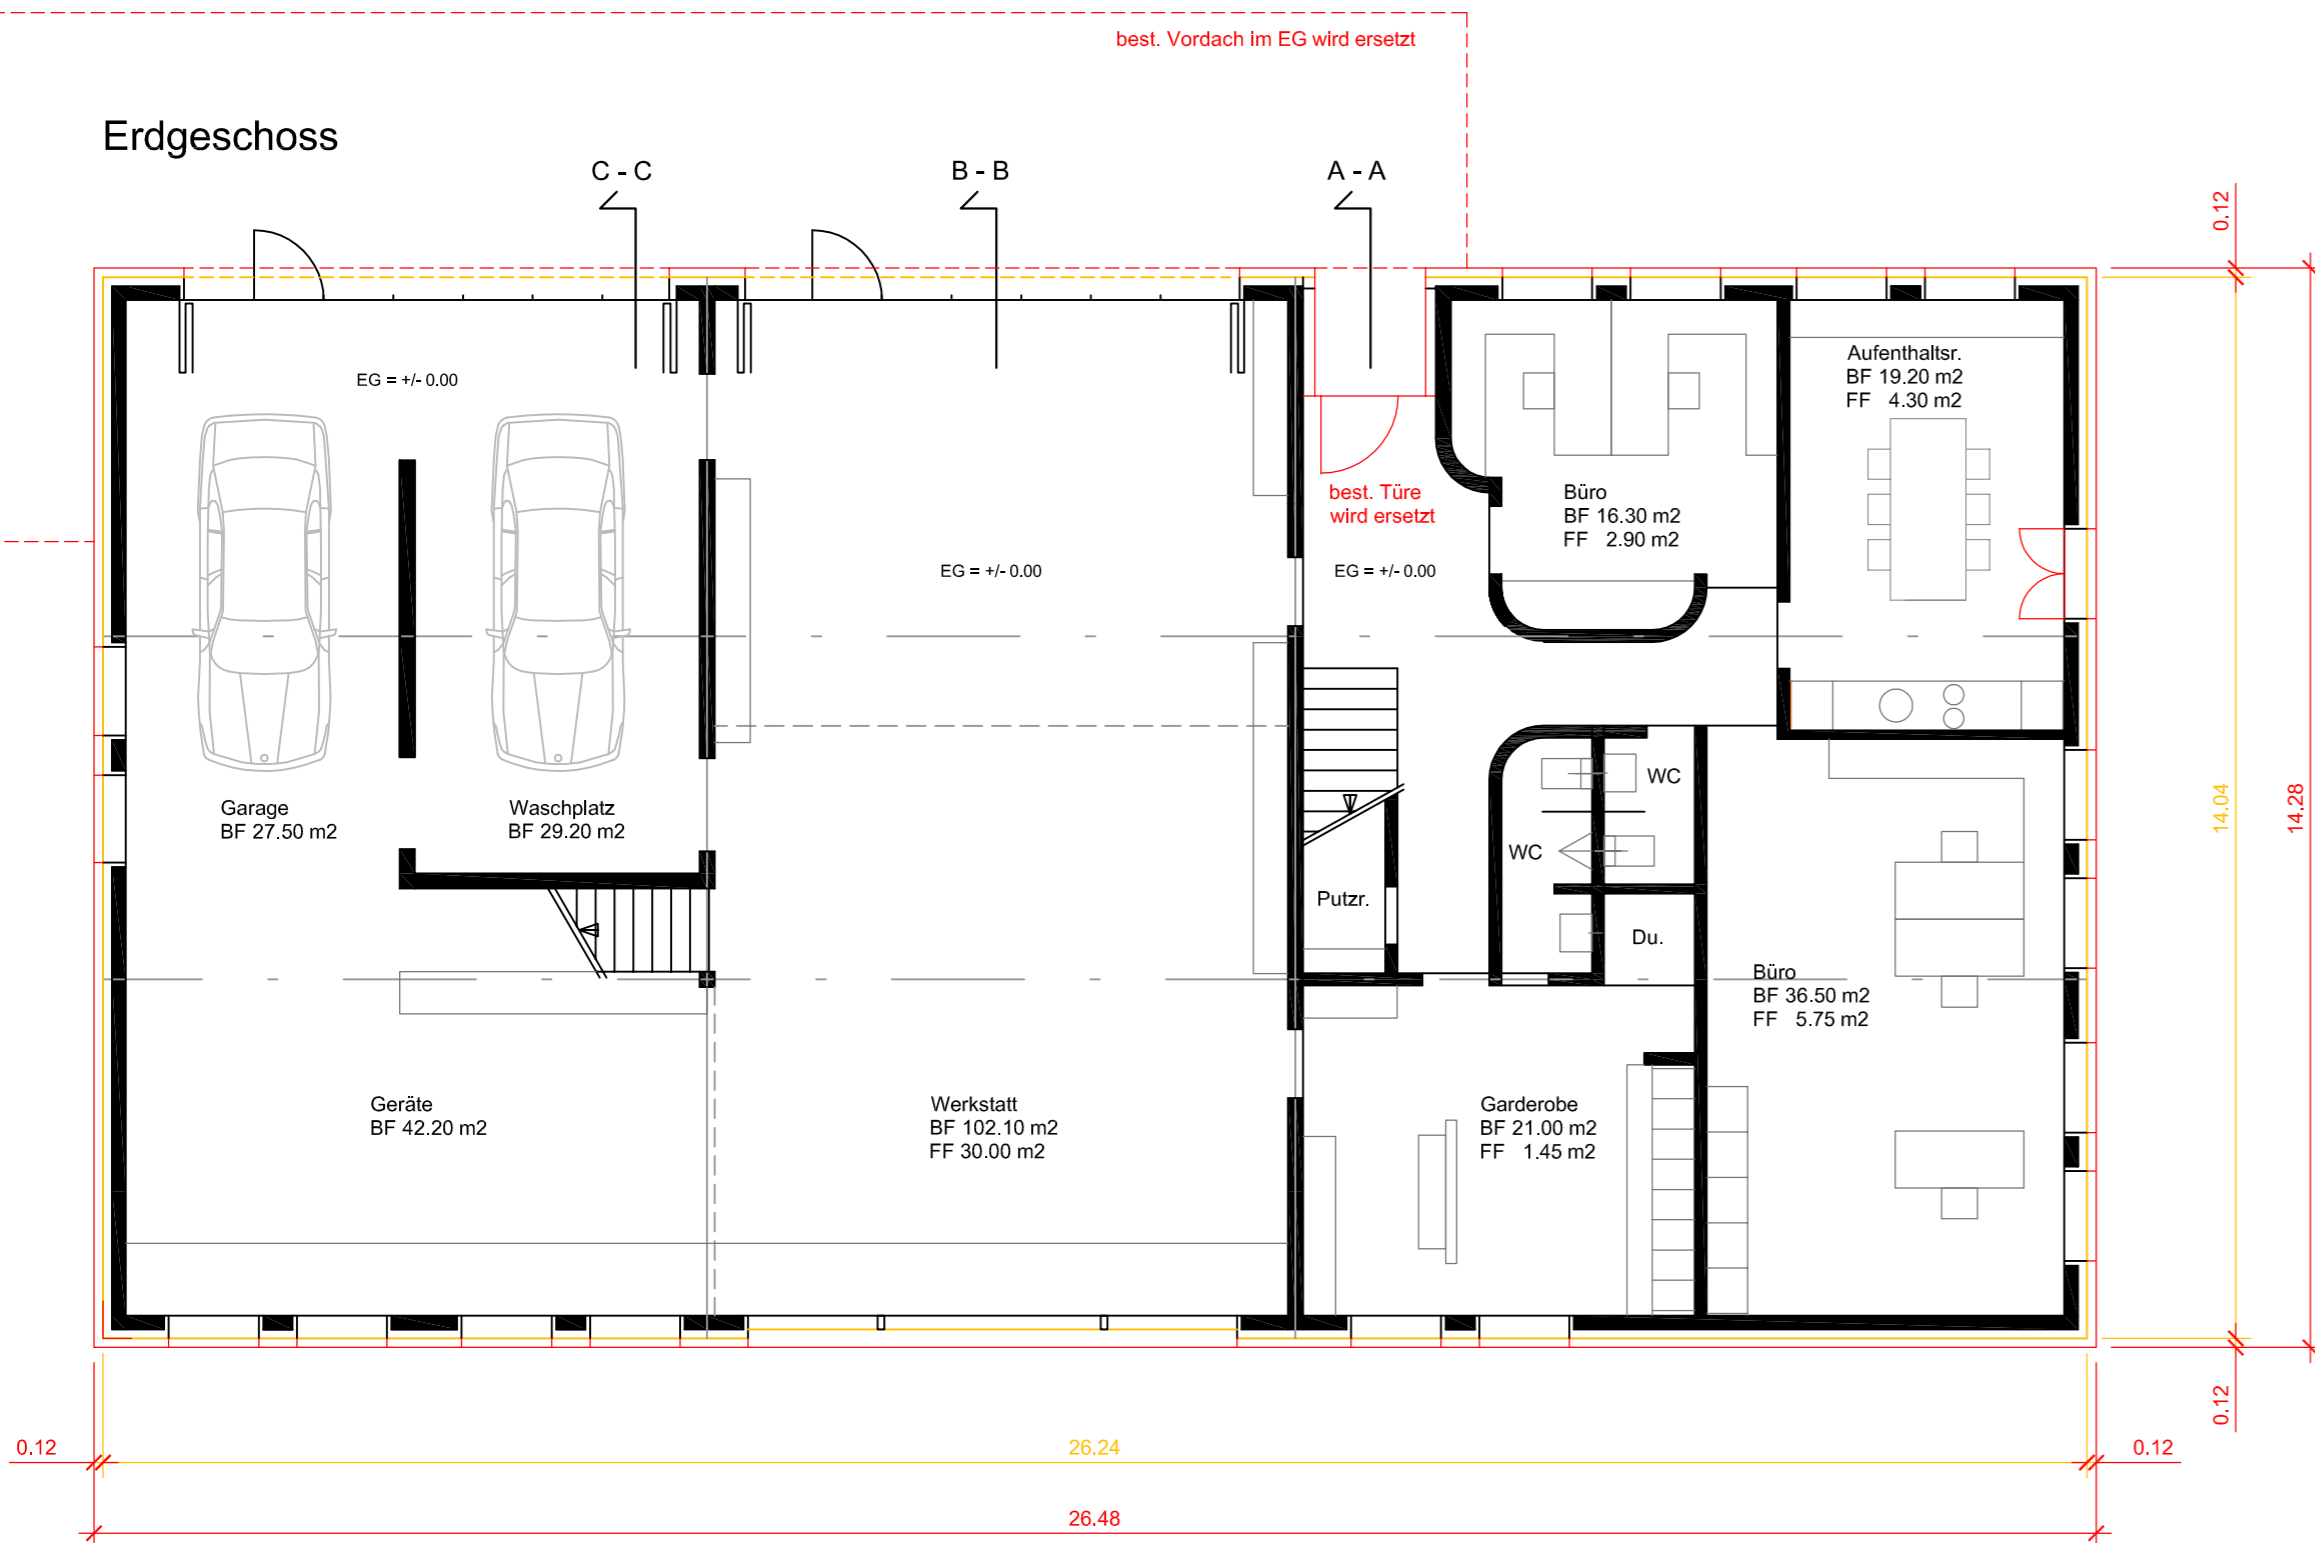 best. Vordach im EG wird ersetzt
Erdgeschoss
C - C
B - B
A - A
0.12
EG = +/- 0.00
Aufenthaltsr.
BF 19.20 m2
FF 4.30 m2
best. Türe
wird ersetzt
Büro
BF 16.30 m2
FF 2.90 m2
EG = +/- 0.00
EG = +/- 0.00
Garage
BF 27.50 m2
Waschplatz
BF 29.20 m2
WC
WC
14.04
14.28
Putzr.
Du.
Büro
BF 36.50 m2
FF 5.75 m2
Geräte
BF 42.20 m2
Werkstatt
BF 102.10 m2
FF 30.00 m2
Garderobe
BF 21.00 m2
FF 1.45 m2
0.12
0.12
26.24
0.12
26.48